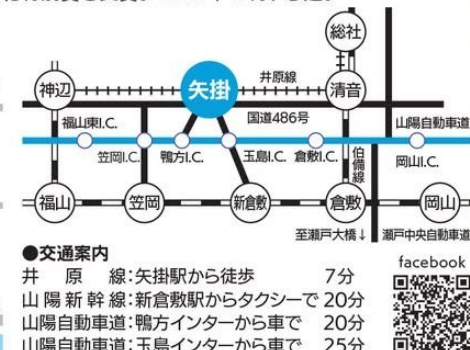 総社
神辺
矢掛
井原線
清音
国道486号
福山東I.C.
山陽自動車道
笠岡I.C.
鴨方I.C.
玉島I.C.
倉敷I.C.
伯備線
岡山I.C.
福山
笠岡
新倉敷
倉敷
岡山
至瀬戸大橋↓
瀬戸中央自動車道
●交通案内
facebook
井原線:矢掛駅から徒歩 7分
山陽新幹線:新倉敷駅からタクシーで 20分
山陽自動車道:鴨方インターから車で 20分
山陽自動車道:玉島インターから車で 25分